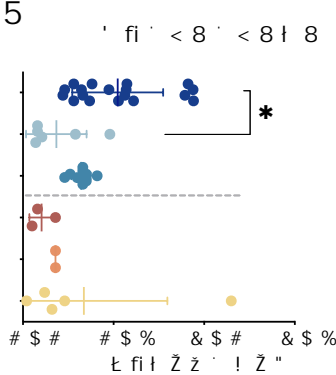 5
' fi ˙ < 8 ˙ < 8 ł 8
*
# $ #   # $ %   & $ #   & $ %
Ł fi ł Ž ž ˙ ! Ž "